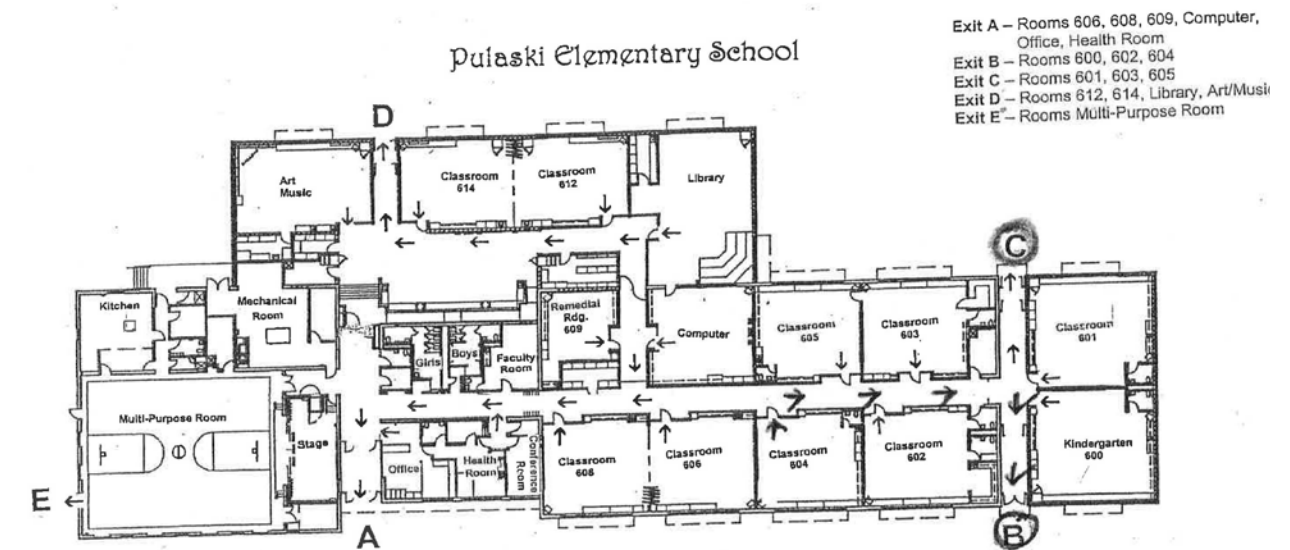 Pulaski Elementary School
Exit A – Rooms 606, 608, 609, Computer,
Office, Health Room
Exit B – Rooms 600, 602, 604
Exit C – Rooms 601, 603, 605
Exit D – Rooms 612, 614, Library, Art/Music
Exit E – Rooms Multi-Purpose Room
D
Art
Music
Classroom
614
Classroom
612
Library
C
Kitchen
Mechanical
Room
Remedial
Rdg.
609
Computer
Classroom
605
Classroom
603
Classroom
601
Girls
Boys
Faculty
Room
Multi-Purpose Room
Stage
Office
Health
Room
Conference
Room
Classroom
608
Classroom
606
Classroom
604
Classroom
602
Kindergarten
600
E
A
B